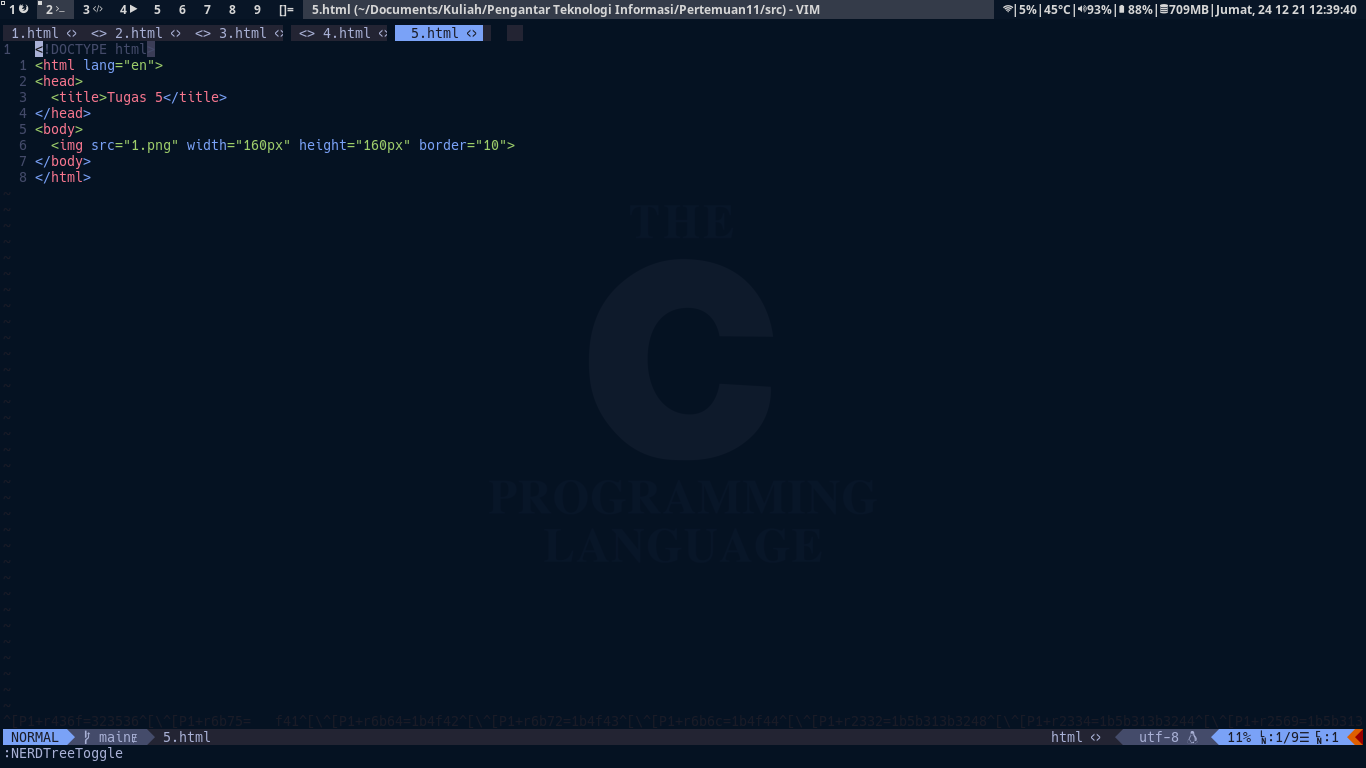 1 2 3 4 5 6 7 8 9 []= 5.html (~/Documents/Kuliah/Pengantar Teknologi Informasi/Pertemuan11/src) - VIM 5%|45°C|93%|88%|709MB|Jumat, 24 12 21 12:39:40
1.html <> <> 2.html <> <> 3.html <> <> 4.html <> 5.html <>
1 <!DOCTYPE html>
1 <html lang="en">
2 <head>
3 <title>Tugas 5</title>
4 </head>
5 <body>
6 <img src="1.png" width="160px" height="160px" border="10">
7 </body>
8 </html>
THE
C
PROGRAMMING
LANGUAGE
^[P1+r436f=323536^[\^[P1+r6b75= f41^[\^[P1+r6b64=1b4f42^[\^[P1+r6b72=1b4f43^[\^[P1+r6b6c=1b4f44^[\^[P1+r2332=1b5b313b3248^[\^[P1+r2334=1b5b313b3244^[\^[P1+r2569=1b5b313
NORMAL main 5.html html <> utf-8 11% LN:1/9☰ CN:1
:NERDTreeToggle